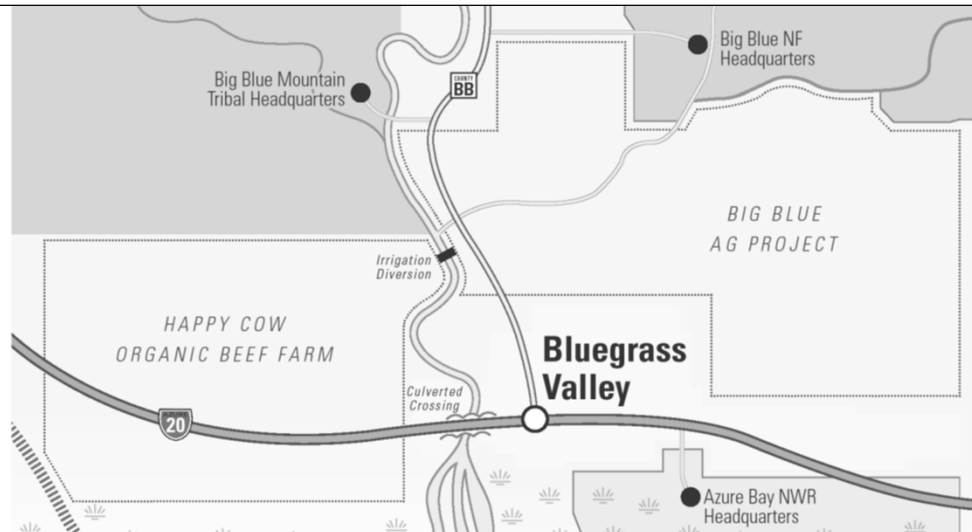 Big Blue NF
Headquarters
Big Blue Mountain
Tribal Headquarters
COUNTY
BB
BIG BLUE
AG PROJECT
Irrigation
Diversion
HAPPY COW
ORGANIC BEEF FARM
Bluegrass
Valley
Culverted
Crossing
20
Azure Bay NWR
Headquarters